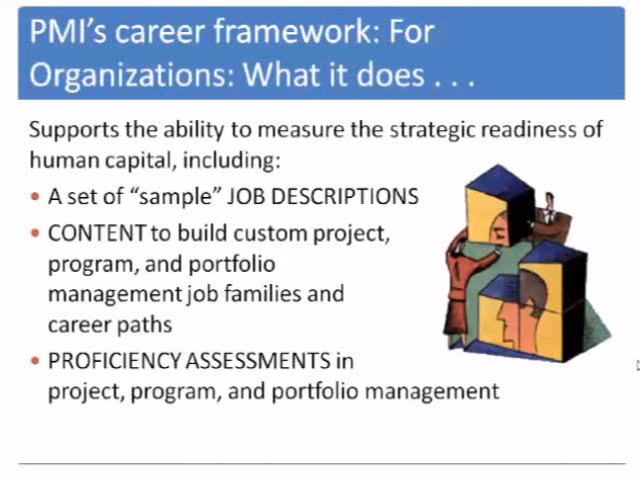 PMI's career framework: For
Organizations: What it does . . .
Supports the ability to measure the strategic readiness of
human capital, including:
• A set of “sample” JOB DESCRIPTIONS
• CONTENT to build custom project,
program, and portfolio
management job families and
career paths
• PROFICIENCY ASSESSMENTS in
project, program, and portfolio management